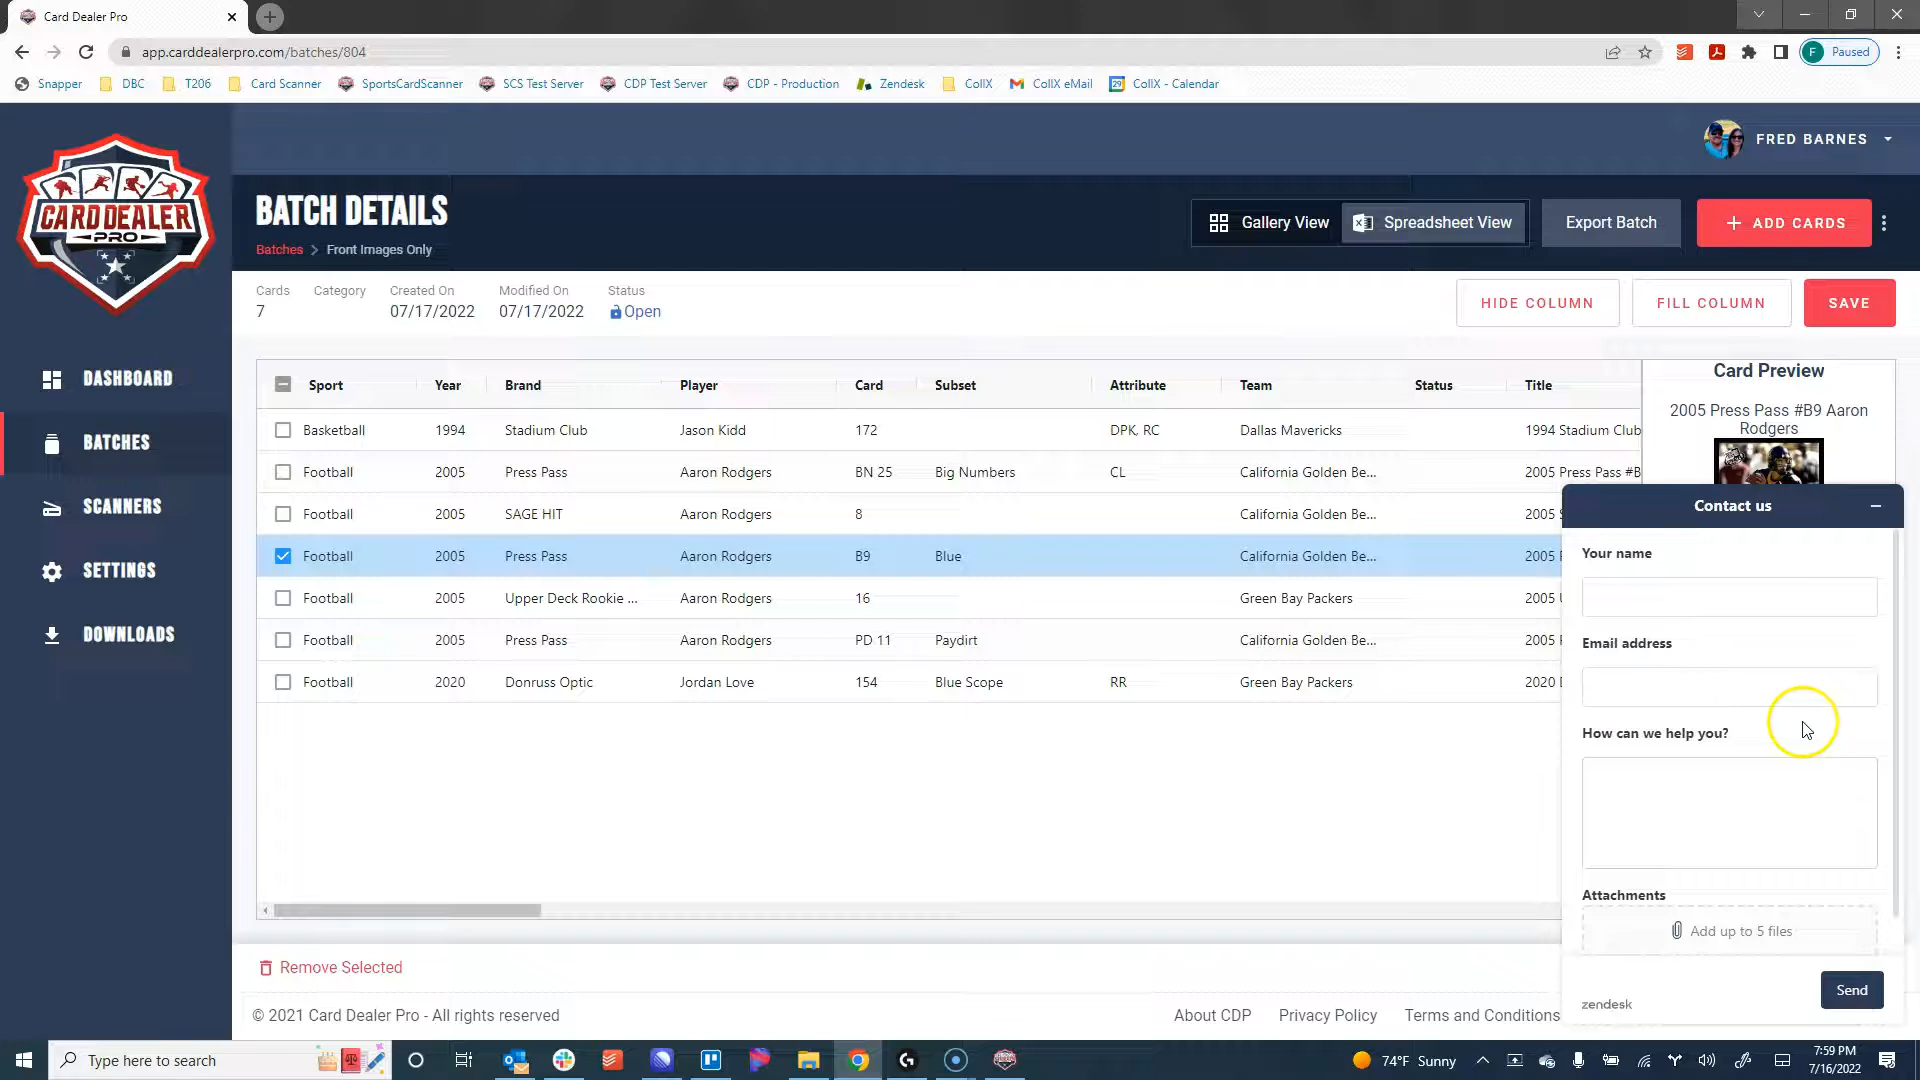 Card Dealer Pro
app.carddealerpro.com/batches/804
F Paused
Snapper DBC T206 Card Scanner SportsCardScanner SCS Test Server CDP Test Server CDP - Production Zendesk CollX CollX eMail CollX - Calendar
CARD DEALER
PRO
FRED BARNES
BATCH DETAILS
Gallery View Spreadsheet View Export Batch + ADD CARDS
Batches > Front Images Only
Cards Category Created On Modified On Status
7 07/17/2022 07/17/2022 Open
HIDE COLUMN FILL COLUMN SAVE
DASHBOARD
BATCHES
SCANNERS
SETTINGS
DOWNLOADS
Sport Year Brand Player Card Subset Attribute Team Status Title
Basketball 1994 Stadium Club Jason Kidd 172 DPK, RC Dallas Mavericks 1994 Stadium Club
Football 2005 Press Pass Aaron Rodgers BN 25 Big Numbers CL California Golden Be... 2005 Press Pass #B
Football 2005 SAGE HIT Aaron Rodgers 8 California Golden Be... 2005
Football 2005 Press Pass Aaron Rodgers B9 Blue California Golden Be... 2005
Football 2005 Upper Deck Rookie ... Aaron Rodgers 16 Green Bay Packers 2005
Football 2005 Press Pass Aaron Rodgers PD 11 Paydirt California Golden Be... 2005
Football 2020 Donruss Optic Jordan Love 154 Blue Scope RR Green Bay Packers 2020
Card Preview
2005 Press Pass #B9 Aaron
Rodgers
Contact us
Your name
Email address
How can we help you?
Attachments
Add up to 5 files
zendesk
Send
Remove Selected
© 2021 Card Dealer Pro - All rights reserved
About CDP Privacy Policy Terms and Conditions
Type here to search
74°F Sunny
7:59 PM
7/16/2022